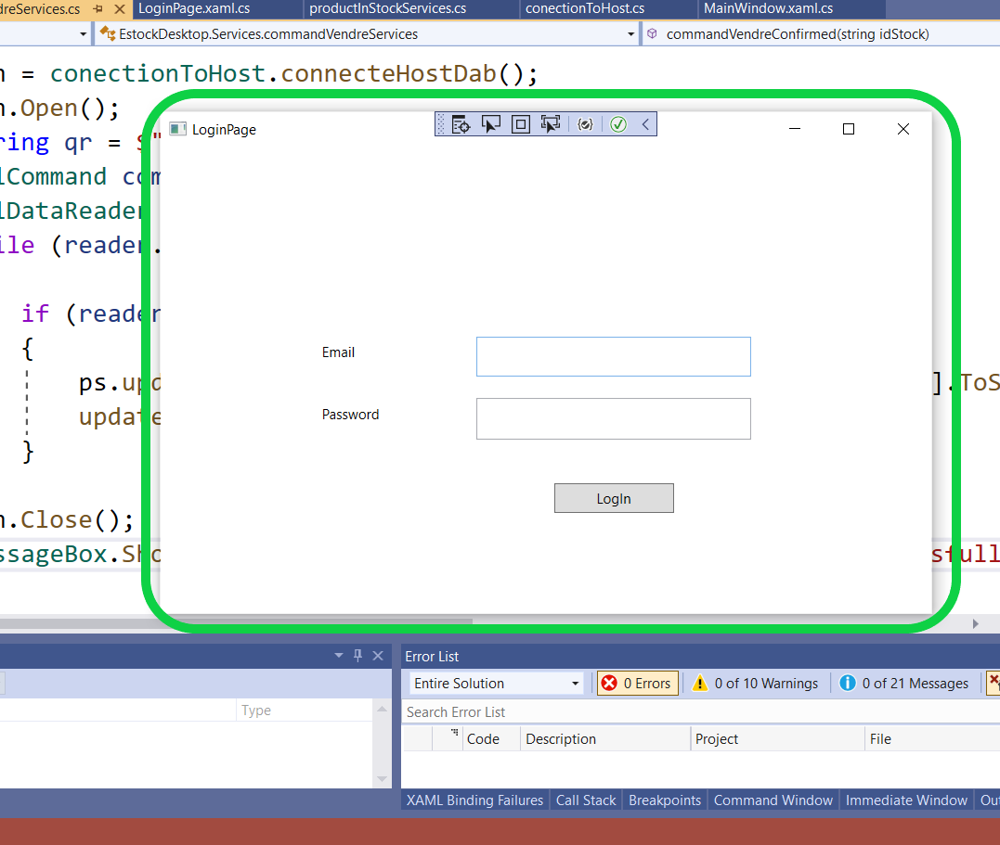 dreServices.cs LoginPage.xaml.cs productInStockServices.cs conectionToHost.cs MainWindow.xaml.cs
EstockDesktop.Services.commandVendreServices commandVendreConfirmed(string idStock)
n = conectionToHost.connecteHostDab();
n.Open();
ring qr = $"
lCommand com
lDataReader
ile (reader.
if (reader
{
ps.upd ].ToS
update
}
n.Close();
ssageBox.Sho sfull
LoginPage
Email
Password
LogIn
Type
Error List
Entire Solution 0 Errors 0 of 10 Warnings 0 of 21 Messages
Search Error List
Code Description Project File
XAML Binding Failures Call Stack Breakpoints Command Window Immediate Window Ou